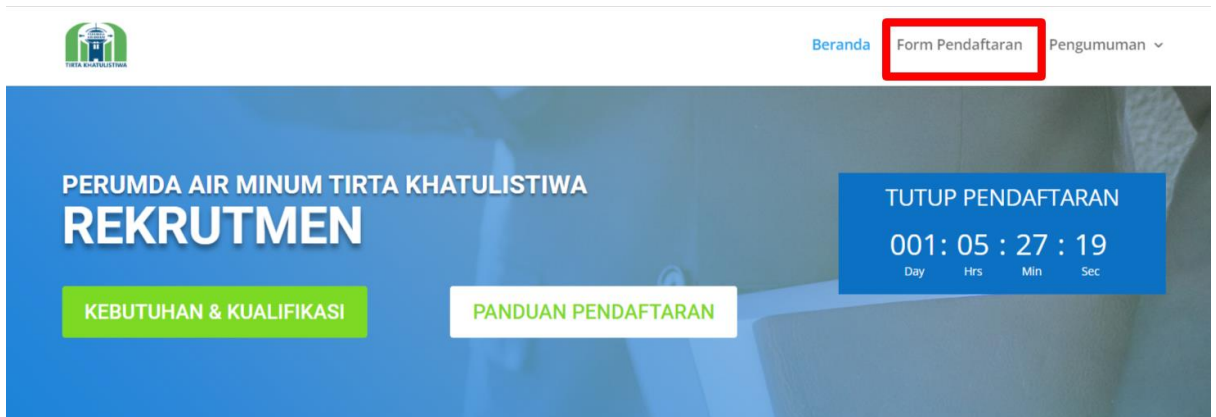 TIRTA KHATULISTIWA
Beranda
Form Pendaftaran
Pengumuman
PERUMDA AIR MINUM TIRTA KHATULISTIWA
REKRUTMEN
KEBUTUHAN & KUALIFIKASI
PANDUAN PENDAFTARAN
TUTUP PENDAFTARAN
001: 05 : 27 : 19
Day Hrs Min Sec